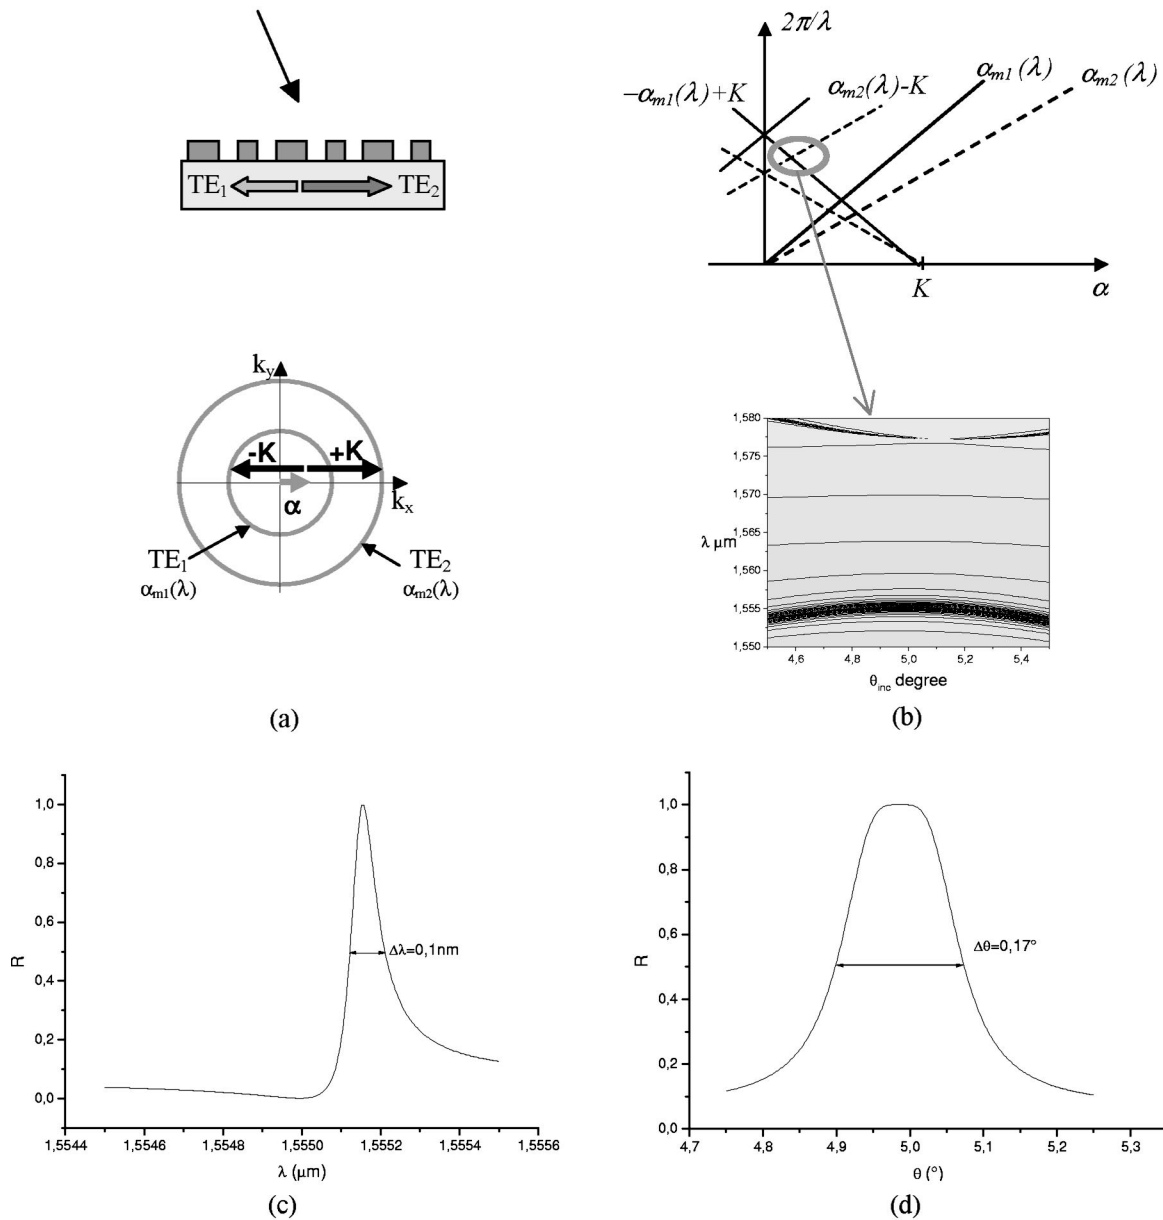 TE1 TE2
ky
-K +K
α
kx
TE1 TE2
αm1(λ) αm2(λ)
(a)
2π/λ
−αm1(λ)+K αm2(λ)-K αm1(λ) αm2(λ)
K
α
1,580
1,575
1,570
λ µm
1,565
1,560
1,555
1,550
4,6 4,8 5,0 5,2 5,4
θinc degree
(b)
1,0
0,8
0,6
R
Δλ=0,1nm
0,4
0,2
0,0
1,5544 1,5546 1,5548 1,5550 1,5552 1,5554 1,5556
λ (µm)
(c)
1,0
0,8
0,6
R
Δθ=0,17°
0,4
0,2
0,0
4,7 4,8 4,9 5,0 5,1 5,2 5,3
θ (°)
(d)